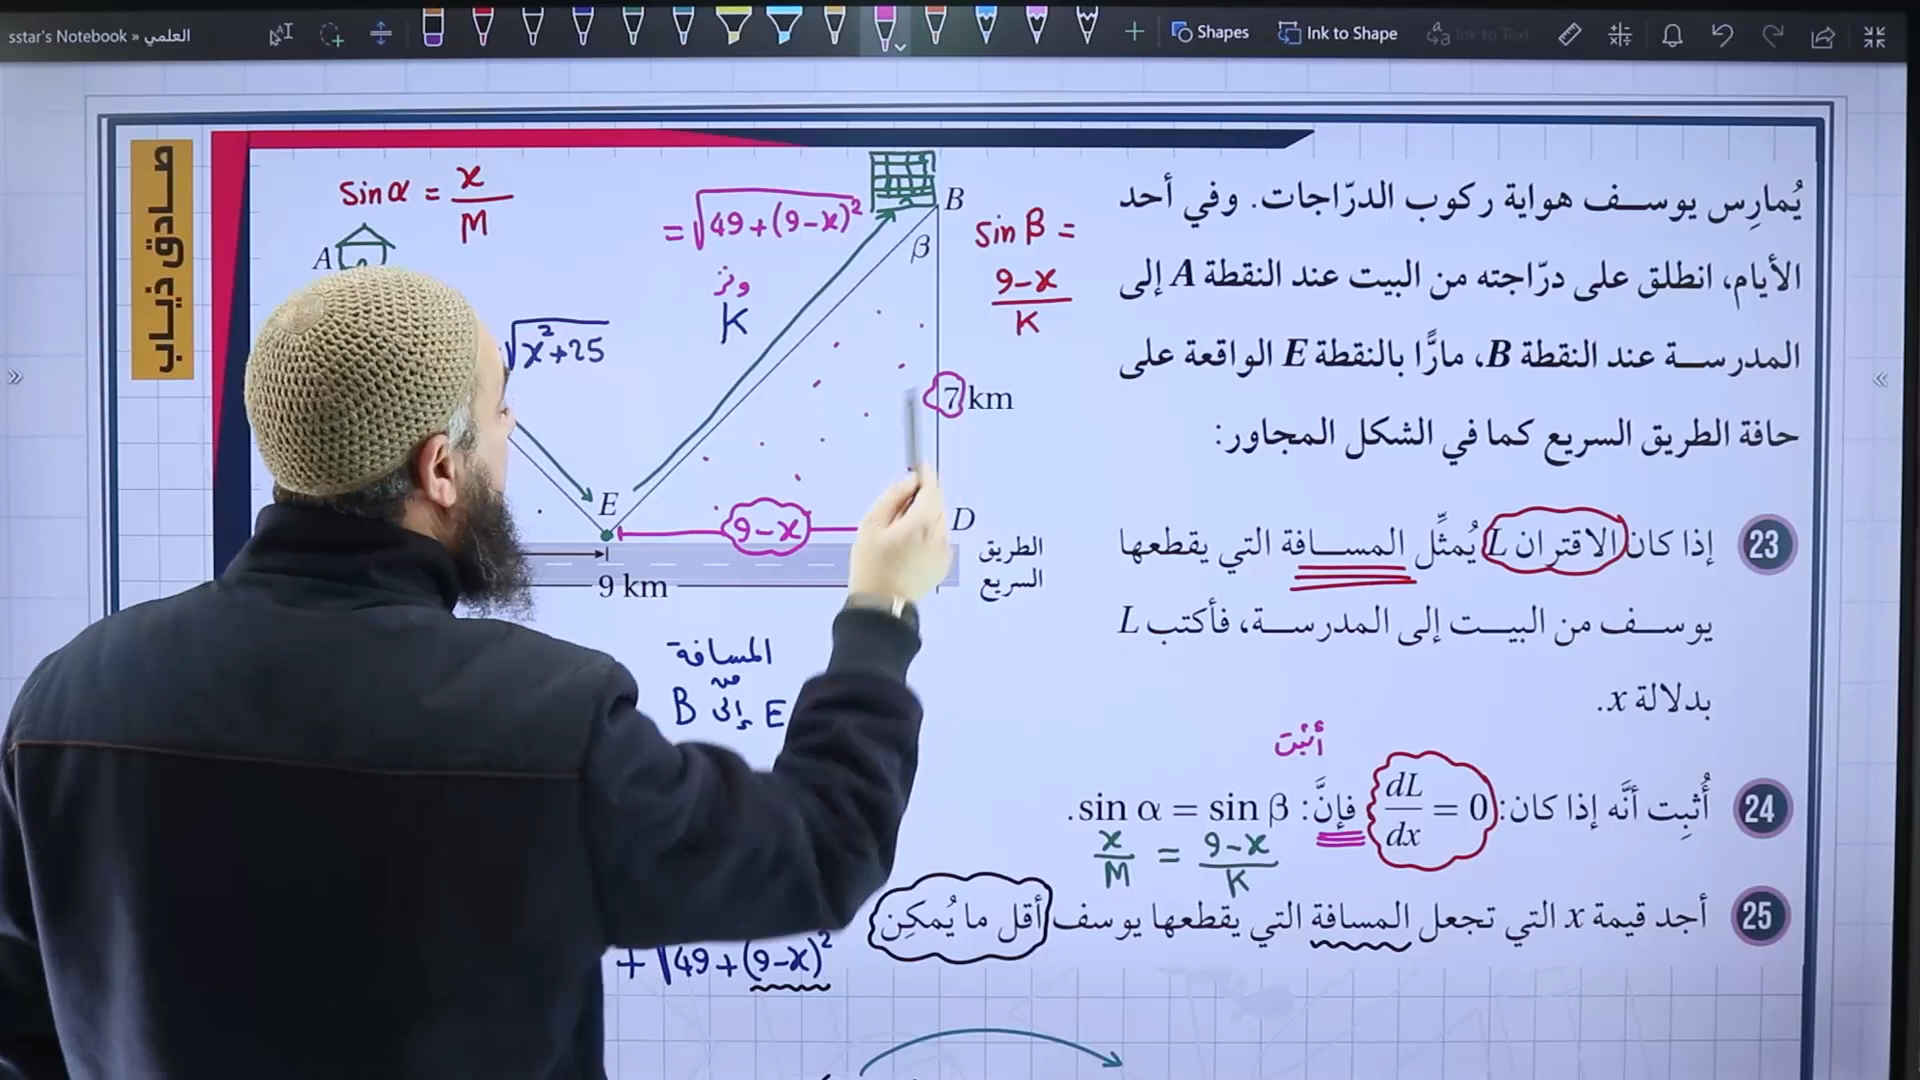 sstar's Notebook » العلمي
Shapes
Ink to Shape
Ink to Text
صادق ذياب
sin α = x/M
A
= √49+(9-x)²
B
β
sin β =
9-x/K
وتر
K
√x²+25
7 km
E
9-x
D
الطريق
السريع
9 km
المسافة
من
E إلى B
+ √49+(9-x)²
يُمارِس يوسف هواية ركوب الدرّاجات. وفي أحد
الأيام، انطلق على درّاجته من البيت عند النقطة A إلى
المدرسة عند النقطة B، مارًّا بالنقطة E الواقعة على
حافة الطريق السريع كما في الشكل المجاور:
23 إذا كان الاقتران L يُمثِّل المسافة التي يقطعها
يوسف من البيت إلى المدرسة، فأكتب L
بدلالة x.
أثبت
24 أُثبِت أنَّه إذا كان: dL/dx = 0 فإنَّ: sin α = sin β.
x/M = 9-x/K
25 أجد قيمة x التي تجعل المسافة التي يقطعها يوسف أقل ما يُمكِن